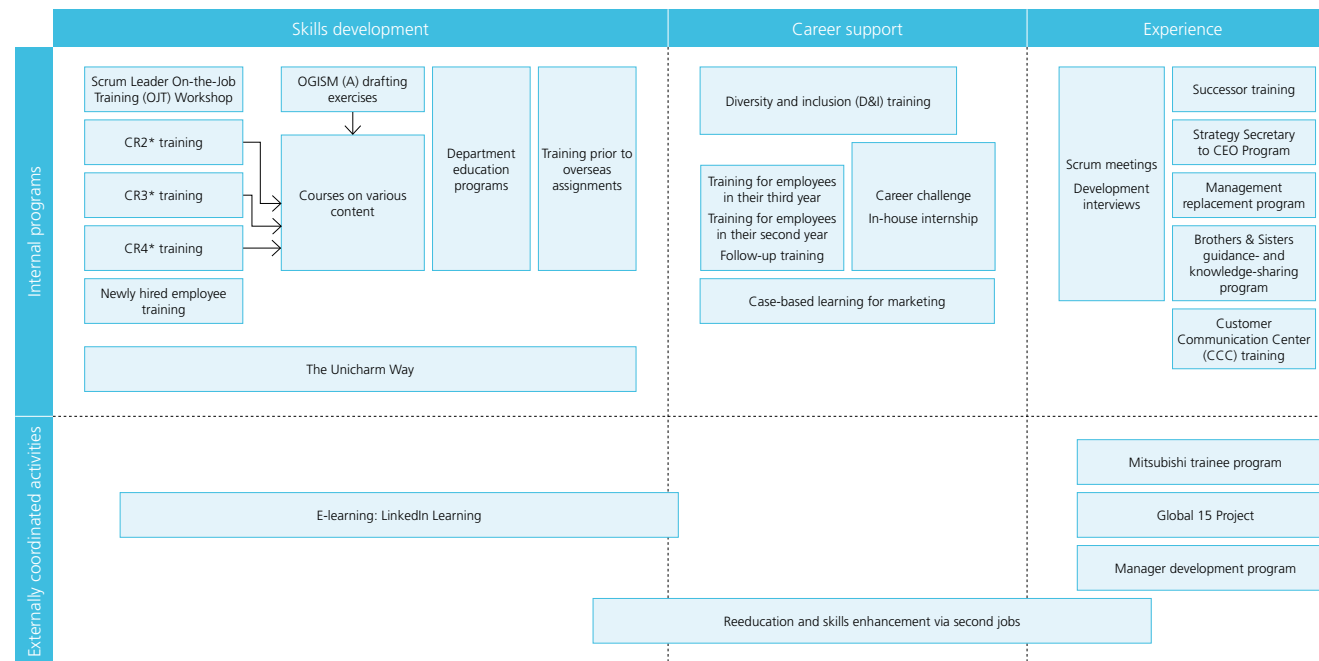 Skills development
Career support
Experience
Internal programs
Scrum Leader On-the-Job
Training (OJT) Workshop
CR2* training
CR3* training
CR4* training
Newly hired employee
training
OGISM (A) drafting
exercises
Courses on various
content
Department
education
programs
Training prior to
overseas
assignments
The Unicharm Way
Diversity and inclusion (D&I) training
Training for employees
in their third year
Training for employees
in their second year
Follow-up training
Career challenge
In-house internship
Case-based learning for marketing
Scrum meetings
Development
interviews
Successor training
Strategy Secretary
to CEO Program
Management
replacement program
Brothers & Sisters
guidance- and
knowledge-sharing
program
Customer
Communication Center
(CCC) training
Externally coordinated activities
E-learning: LinkedIn Learning
Mitsubishi trainee program
Global 15 Project
Manager development program
Reeducation and skills enhancement via second jobs